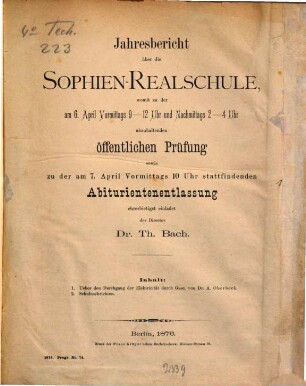 4° Tech.
223
Jahresbericht
über die
SOPHIEN-REALSCHULE,
womit zu der
am 6. April Vormittags 9—12 Uhr und Nachmittags 2—4 Uhr
abzuhaltenden
öffentlichen Prüfung
sowie
zu der am 7. April Vormittags 10 Uhr stattfindenden
Abiturientenentlassung
ehrerbietigst einladet
der Director
Dr. Th. Bach.
Inhalt:
1. Ueber den Durchgang der Elektricität durch Gase, von Dr. A. Oberbeck.
2. Schulnachrichten.
Berlin, 1876.
1876. Progr. Nr. 74.